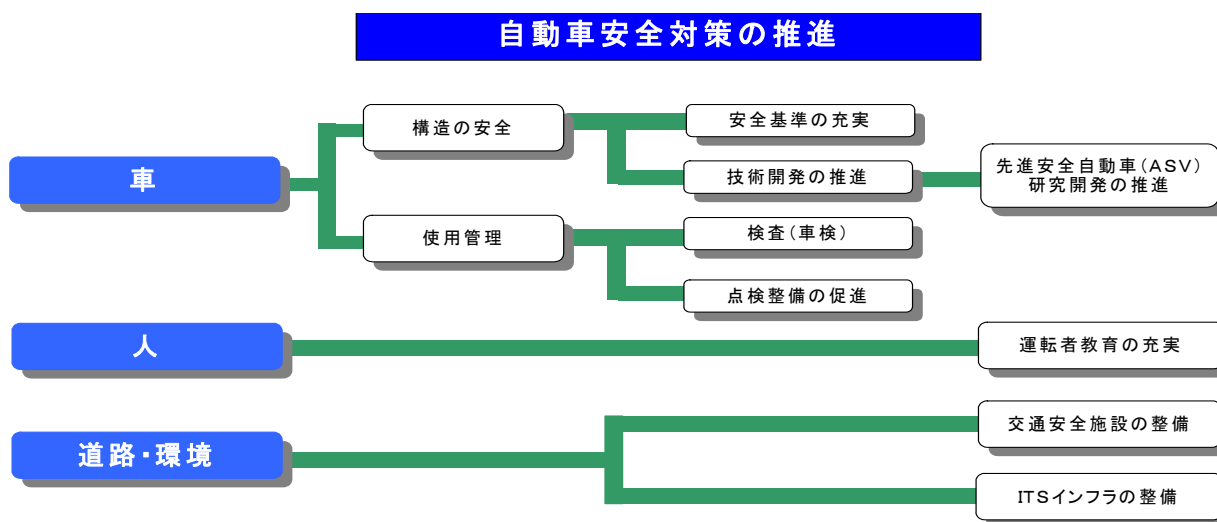 自動車安全対策の推進
車
構造の安全
安全基準の充実
技術開発の推進
先進安全自動車(ASV)
研究開発の推進
使用管理
検査(車検)
点検整備の促進
人
運転者教育の充実
道路・環境
交通安全施設の整備
ITSインフラの整備